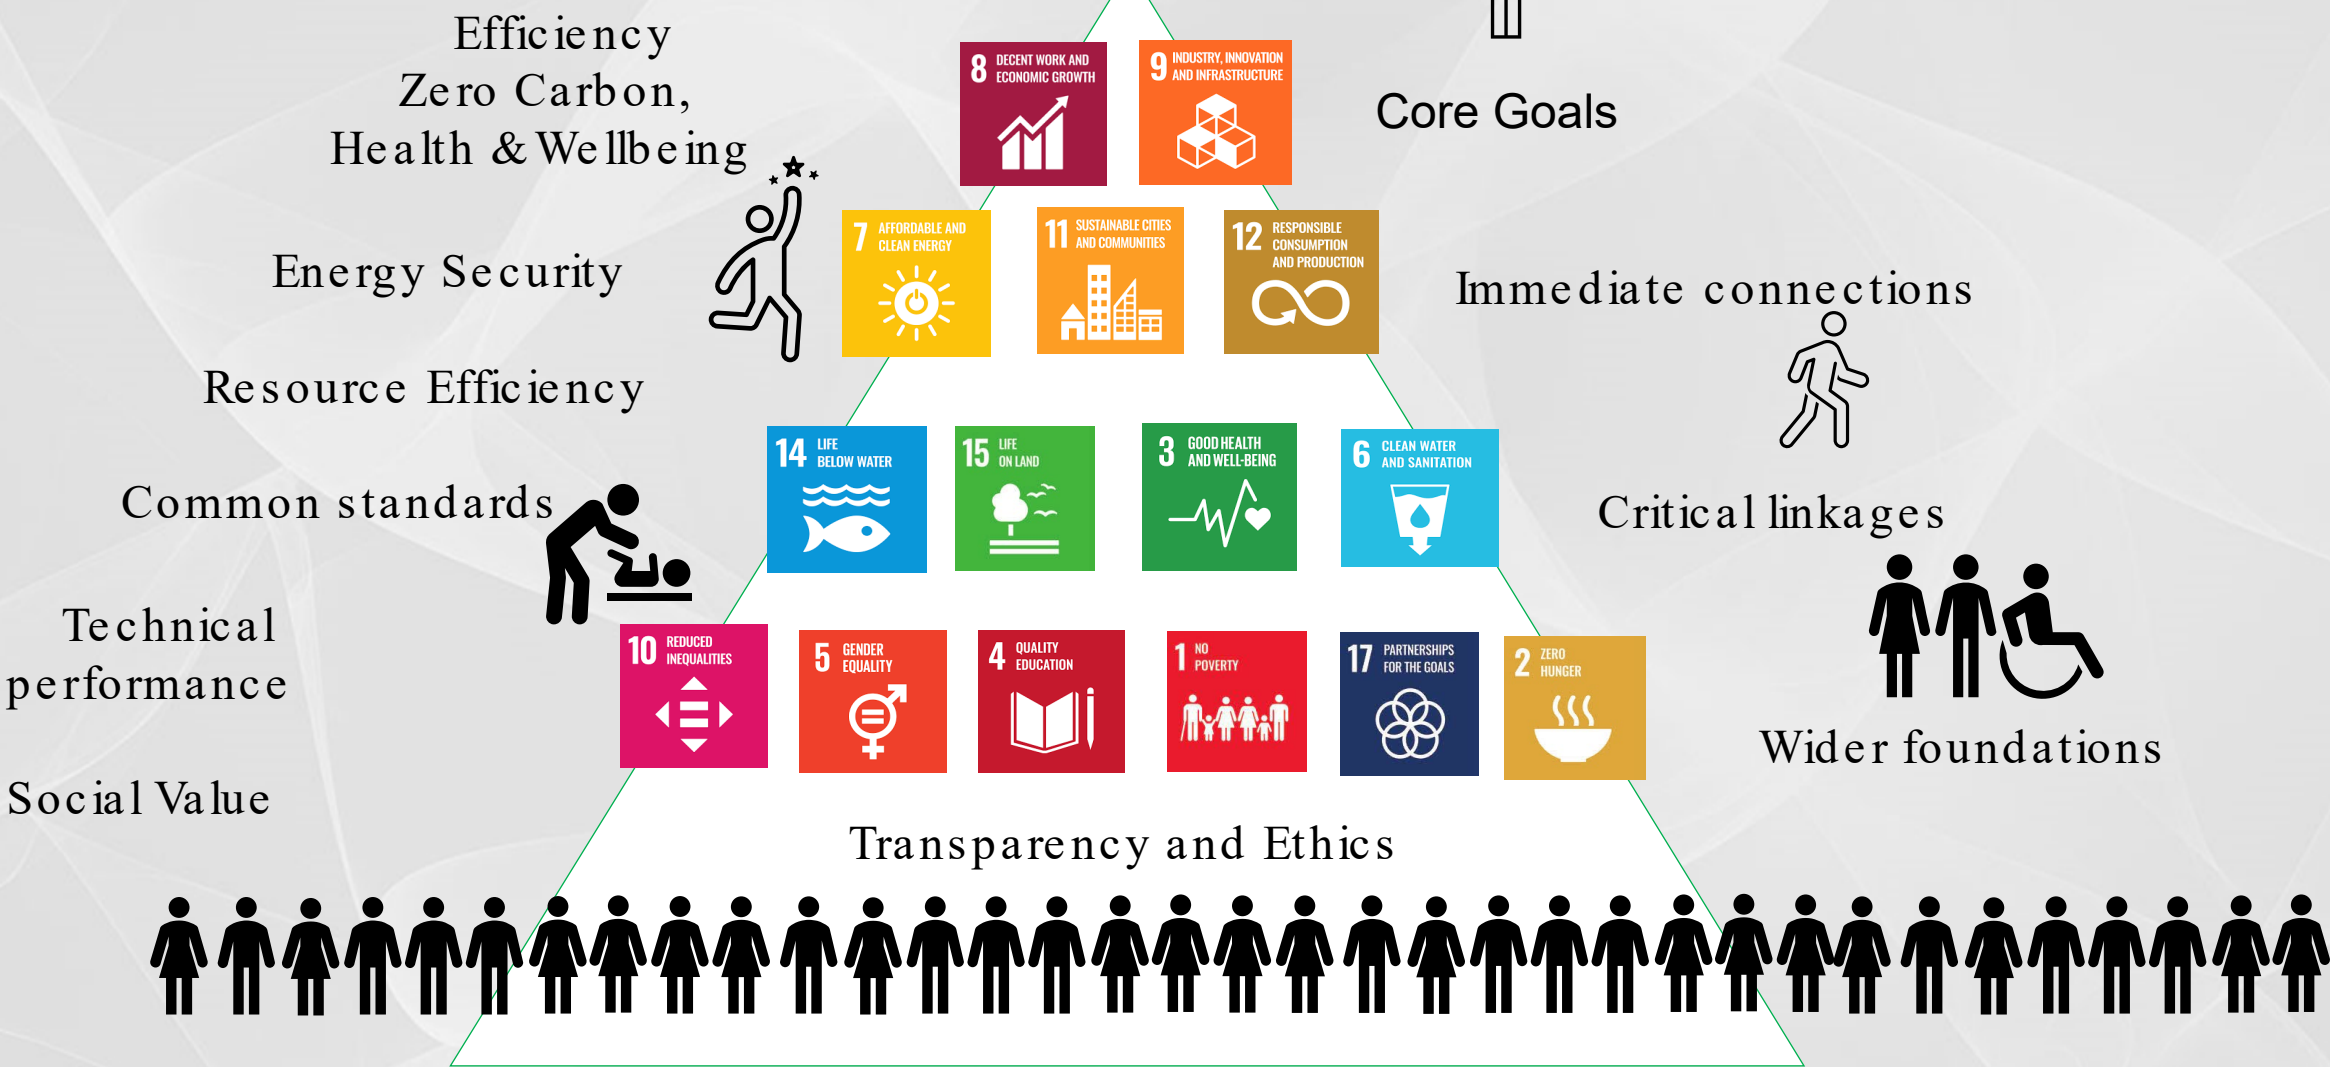 Efficiency
Zero Carbon,
Health & Wellbeing
8 DECENT WORK AND
ECONOMIC GROWTH
9 INDUSTRY, INNOVATION
AND INFRASTRUCTURE
Core Goals
Energy Security
7 AFFORDABLE AND
CLEAN ENERGY
11 SUSTAINABLE CITIES
AND COMMUNITIES
12 RESPONSIBLE
CONSUMPTION
AND PRODUCTION
Immediate connections
Resource Efficiency
Common standards
14 LIFE
BELOW WATER
15 LIFE
ON LAND
3 GOOD HEALTH
AND WELL-BEING
6 CLEAN WATER
AND SANITATION
Critical linkages
Technical
performance
10 REDUCED
INEQUALITIES
5 GENDER
EQUALITY
4 QUALITY
EDUCATION
1 NO
POVERTY
17 PARTNERSHIPS
FOR THE GOALS
2 ZERO
HUNGER
Wider foundations
Social Value
Transparency and Ethics